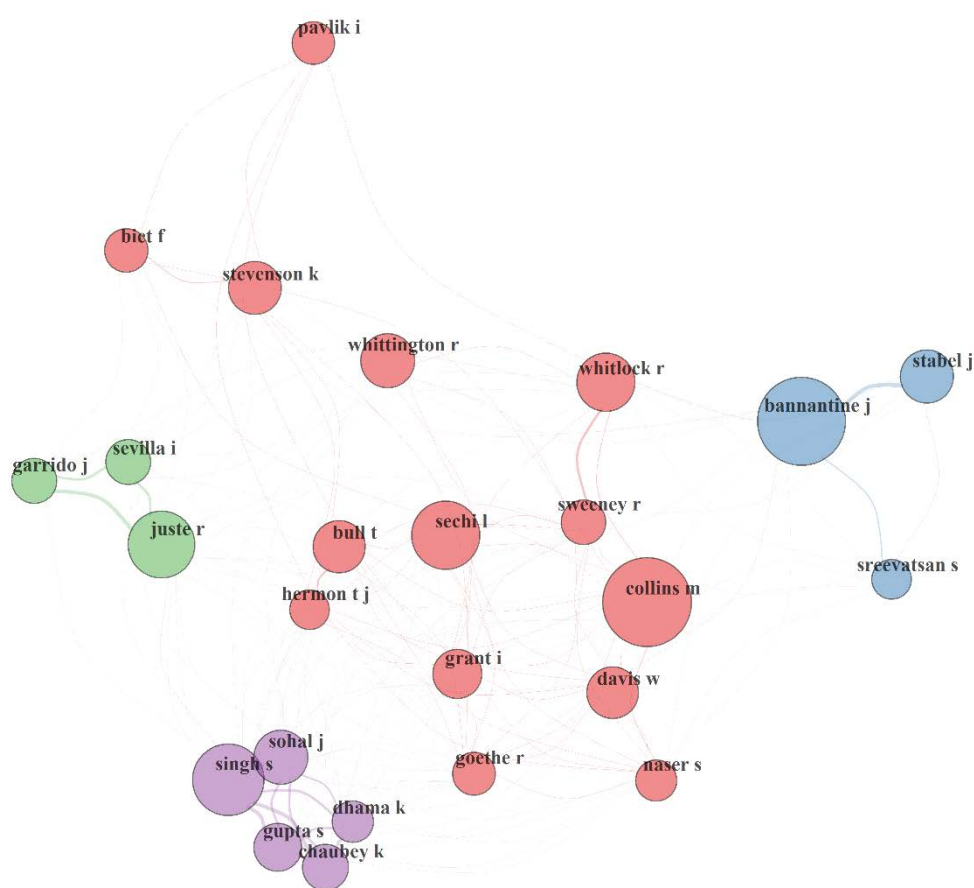 pavlik i
biet f
stevenson k
whittington r
whitlock r
stabel j
bannantine j
sevilla i
garrido j
juste r
bull t
sechi l
sweeney r
sreevatsan s
hermon t j
collins m
grant i
davis w
sohal j
singh s
goethe r
naser s
dhama k
gupta s
chaubey k